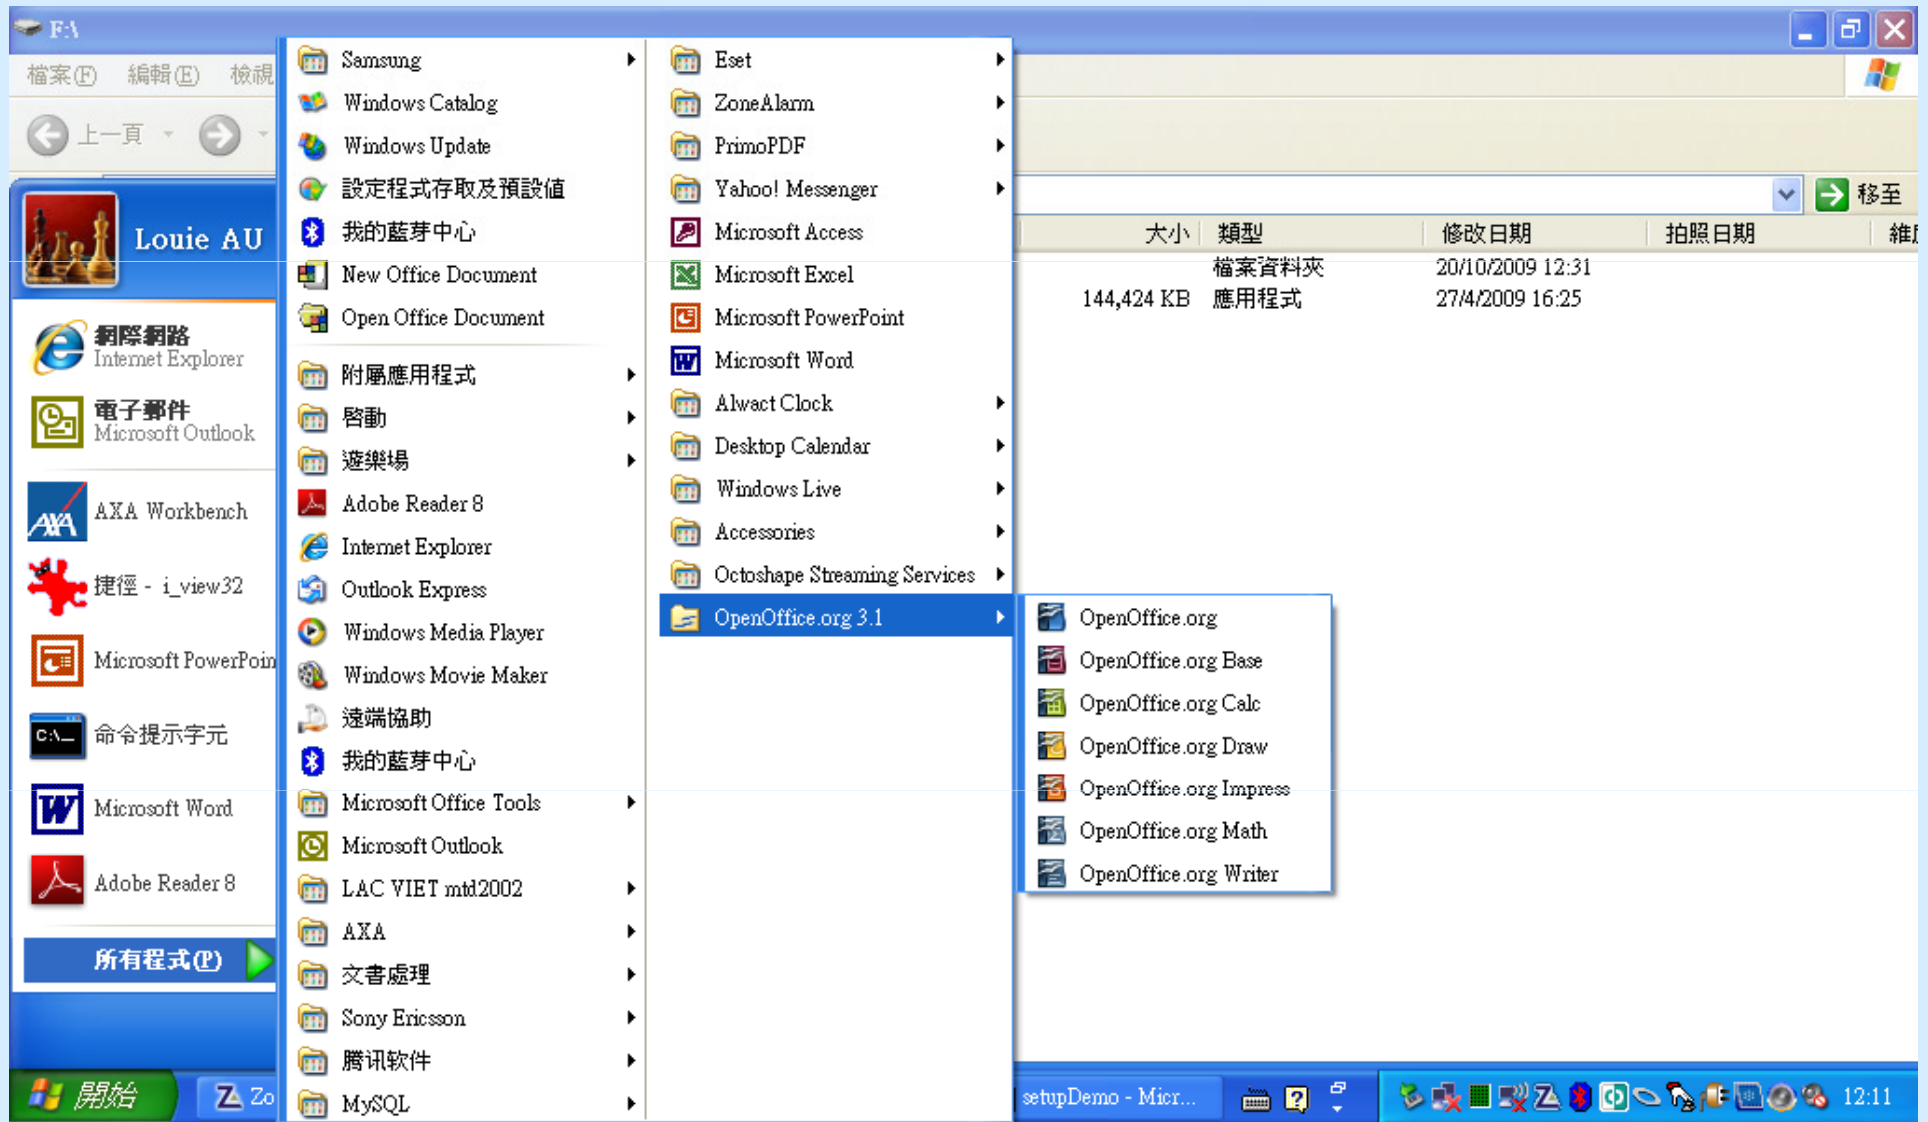 F:\
檔案(F) 編輯(E) 檢視
上一頁
移至
大小 類型 修改日期 拍照日期
檔案資料夾 20/10/2009 12:31
144,424 KB 應用程式 27/4/2009 16:25
Louie AU
網際網路
Internet Explorer
電子郵件
Microsoft Outlook
AXA Workbench
捷徑 - i_view32
Microsoft PowerPoin
命令提示字元
Microsoft Word
Adobe Reader 8
所有程式(P)
Samsung
Windows Catalog
Windows Update
設定程式存取及預設值
我的藍芽中心
New Office Document
Open Office Document
附屬應用程式
啓動
遊樂場
Adobe Reader 8
Internet Explorer
Outlook Express
Windows Media Player
Windows Movie Maker
遠端協助
我的藍芽中心
Microsoft Office Tools
Microsoft Outlook
LAC VIET mtd2002
AXA
文書處理
Sony Ericsson
腾讯软件
MySQL
Eset
ZoneAlarm
PrimoPDF
Yahoo! Messenger
Microsoft Access
Microsoft Excel
Microsoft PowerPoint
Microsoft Word
Alwact Clock
Desktop Calendar
Windows Live
Accessories
Octoshape Streaming Services
OpenOffice.org 3.1
OpenOffice.org
OpenOffice.org Base
OpenOffice.org Calc
OpenOffice.org Draw
OpenOffice.org Impress
OpenOffice.org Math
OpenOffice.org Writer
開始
Zo
setupDemo - Micr...
12:11